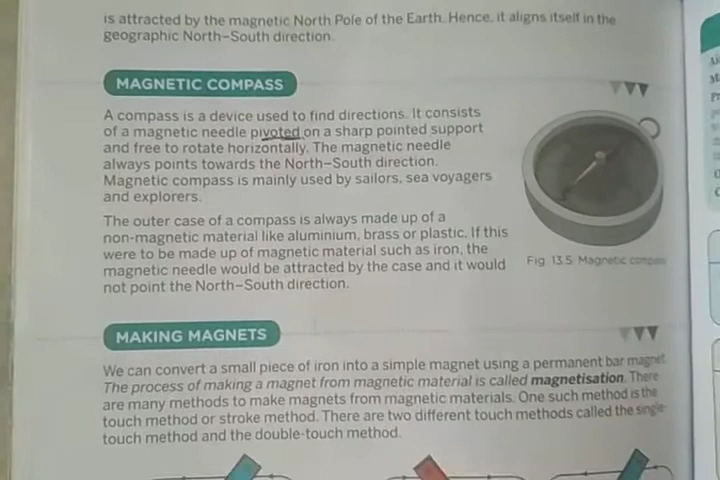 is attracted by the magnetic North Pole of the Earth. Hence, it aligns itself in the
geographic North–South direction.
MAGNETIC COMPASS
A compass is a device used to find directions. It consists
of a magnetic needle pivoted on a sharp pointed support
and free to rotate horizontally. The magnetic needle
always points towards the North–South direction.
Magnetic compass is mainly used by sailors, sea voyagers
and explorers.
The outer case of a compass is always made up of a
non-magnetic material like aluminium, brass or plastic. If this
were to be made up of magnetic material such as iron, the
magnetic needle would be attracted by the case and it would
not point the North–South direction.
Fig. 13.5: Magnetic compass
MAKING MAGNETS
We can convert a small piece of iron into a simple magnet using a permanent bar magnet.
The process of making a magnet from magnetic material is called magnetisation. There
are many methods to make magnets from magnetic materials. One such method is the
touch method or stroke method. There are two different touch methods called the single-
touch method and the double-touch method.